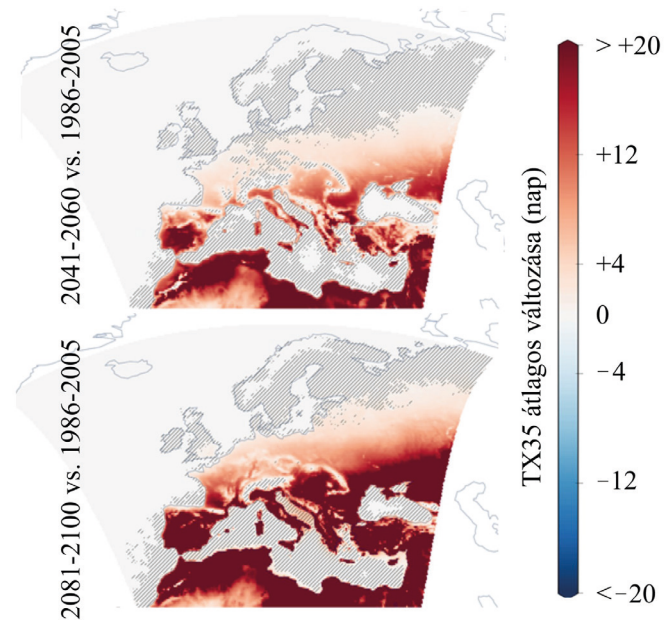 2041-2060 vs. 1986-2005
2081-2100 vs. 1986-2005
> +20
+12
+4
0
−4
−12
<−20
TX35 átlagos változása (nap)